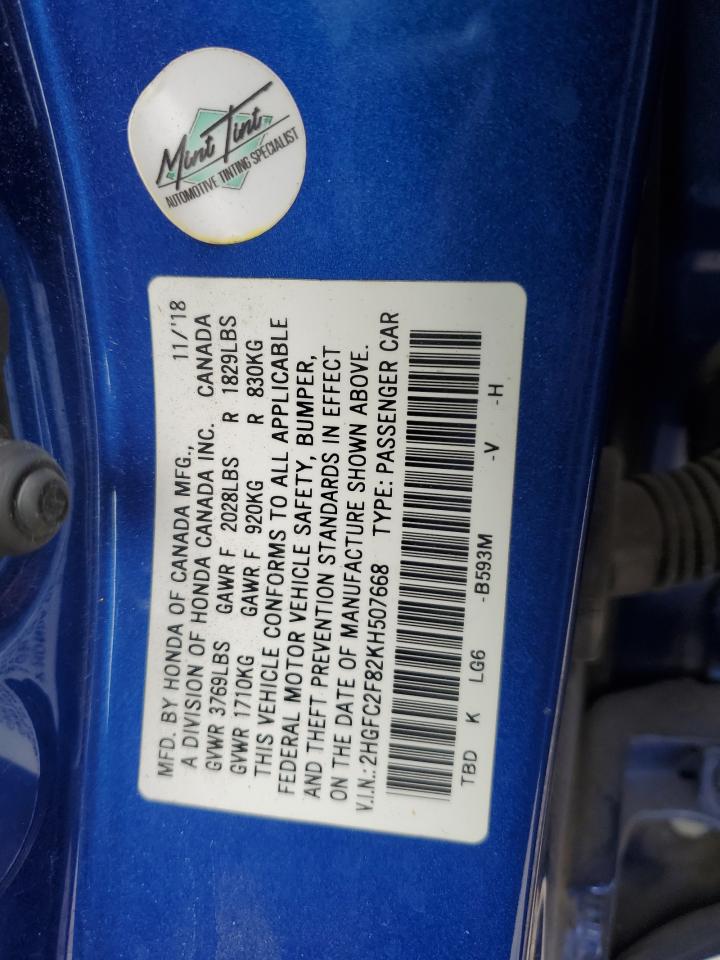 Mint Tint
AUTOMOTIVE TINTING SPECIALIST
MFD. BY HONDA OF CANADA MFG., 11/'18
A DIVISION OF HONDA CANADA INC. CANADA
GVWR 3769LBS GAWR F 2028LBS R 1829LBS
GVWR 1710KG GAWR F 920KG R 830KG
THIS VEHICLE CONFORMS TO ALL APPLICABLE
FEDERAL MOTOR VEHICLE SAFETY, BUMPER,
AND THEFT PREVENTION STANDARDS IN EFFECT
ON THE DATE OF MANUFACTURE SHOWN ABOVE.
V.I.N.: 2HGFC2F82KH507668 TYPE: PASSENGER CAR
TBD K LG6 -B593M -V -H